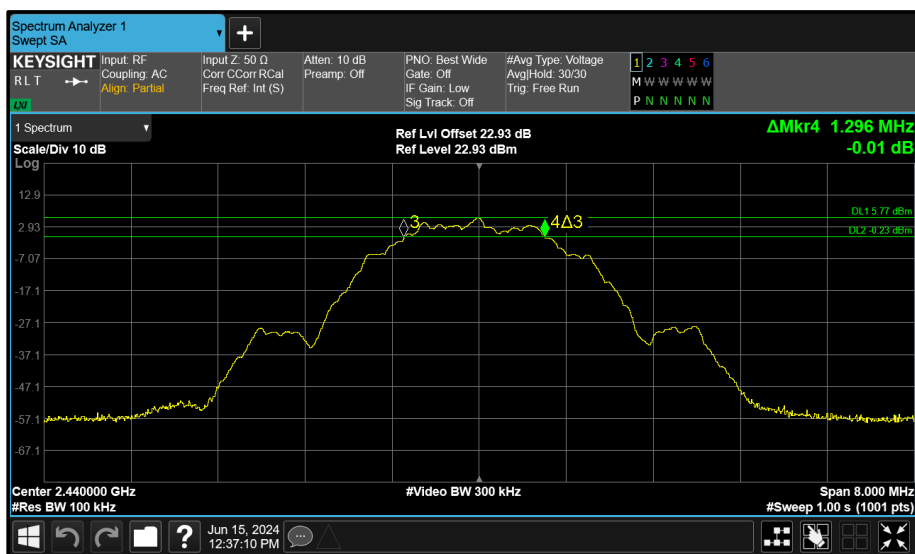 Spectrum Analyzer 1
Swept SA
+
KEYSIGHT
R L T
LXI
Input: RF
Coupling: AC
Align: Partial
Input Z: 50 Ω
Corr CCorr RCal
Freq Ref: Int (S)
Atten: 10 dB
Preamp: Off
PNO: Best Wide
Gate: Off
IF Gain: Low
Sig Track: Off
#Avg Type: Voltage
Avg|Hold: 30/30
Trig: Free Run
1 2 3 4 5 6
M W W W W W
P N N N N N
1 Spectrum
Scale/Div 10 dB
Log
Ref Lvl Offset 22.93 dB
Ref Level 22.93 dBm
ΔMkr4 1.296 MHz
-0.01 dB
12.9
2.93
-7.07
-17.1
-27.1
-37.1
-47.1
-57.1
-67.1
3
4Δ3
DL1 5.77 dBm
DL2 -0.23 dBm
Center 2.440000 GHz
#Res BW 100 kHz
#Video BW 300 kHz
Span 8.000 MHz
#Sweep 1.00 s (1001 pts)
?
Jun 15, 2024
12:37:10 PM